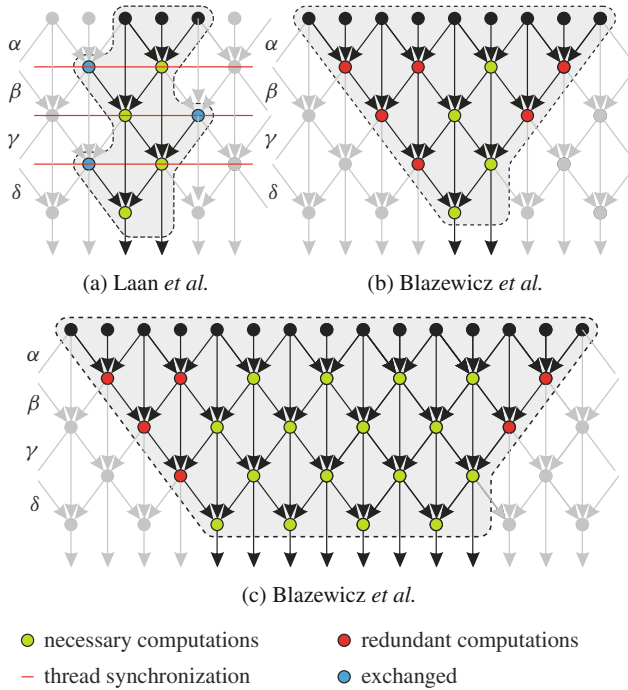 α
β
γ
δ
(a) Laan et al.
α
β
γ
δ
(b) Blazewicz et al.
α
β
γ
δ
(c) Blazewicz et al.
necessary computations
redundant computations
thread synchronization
exchanged